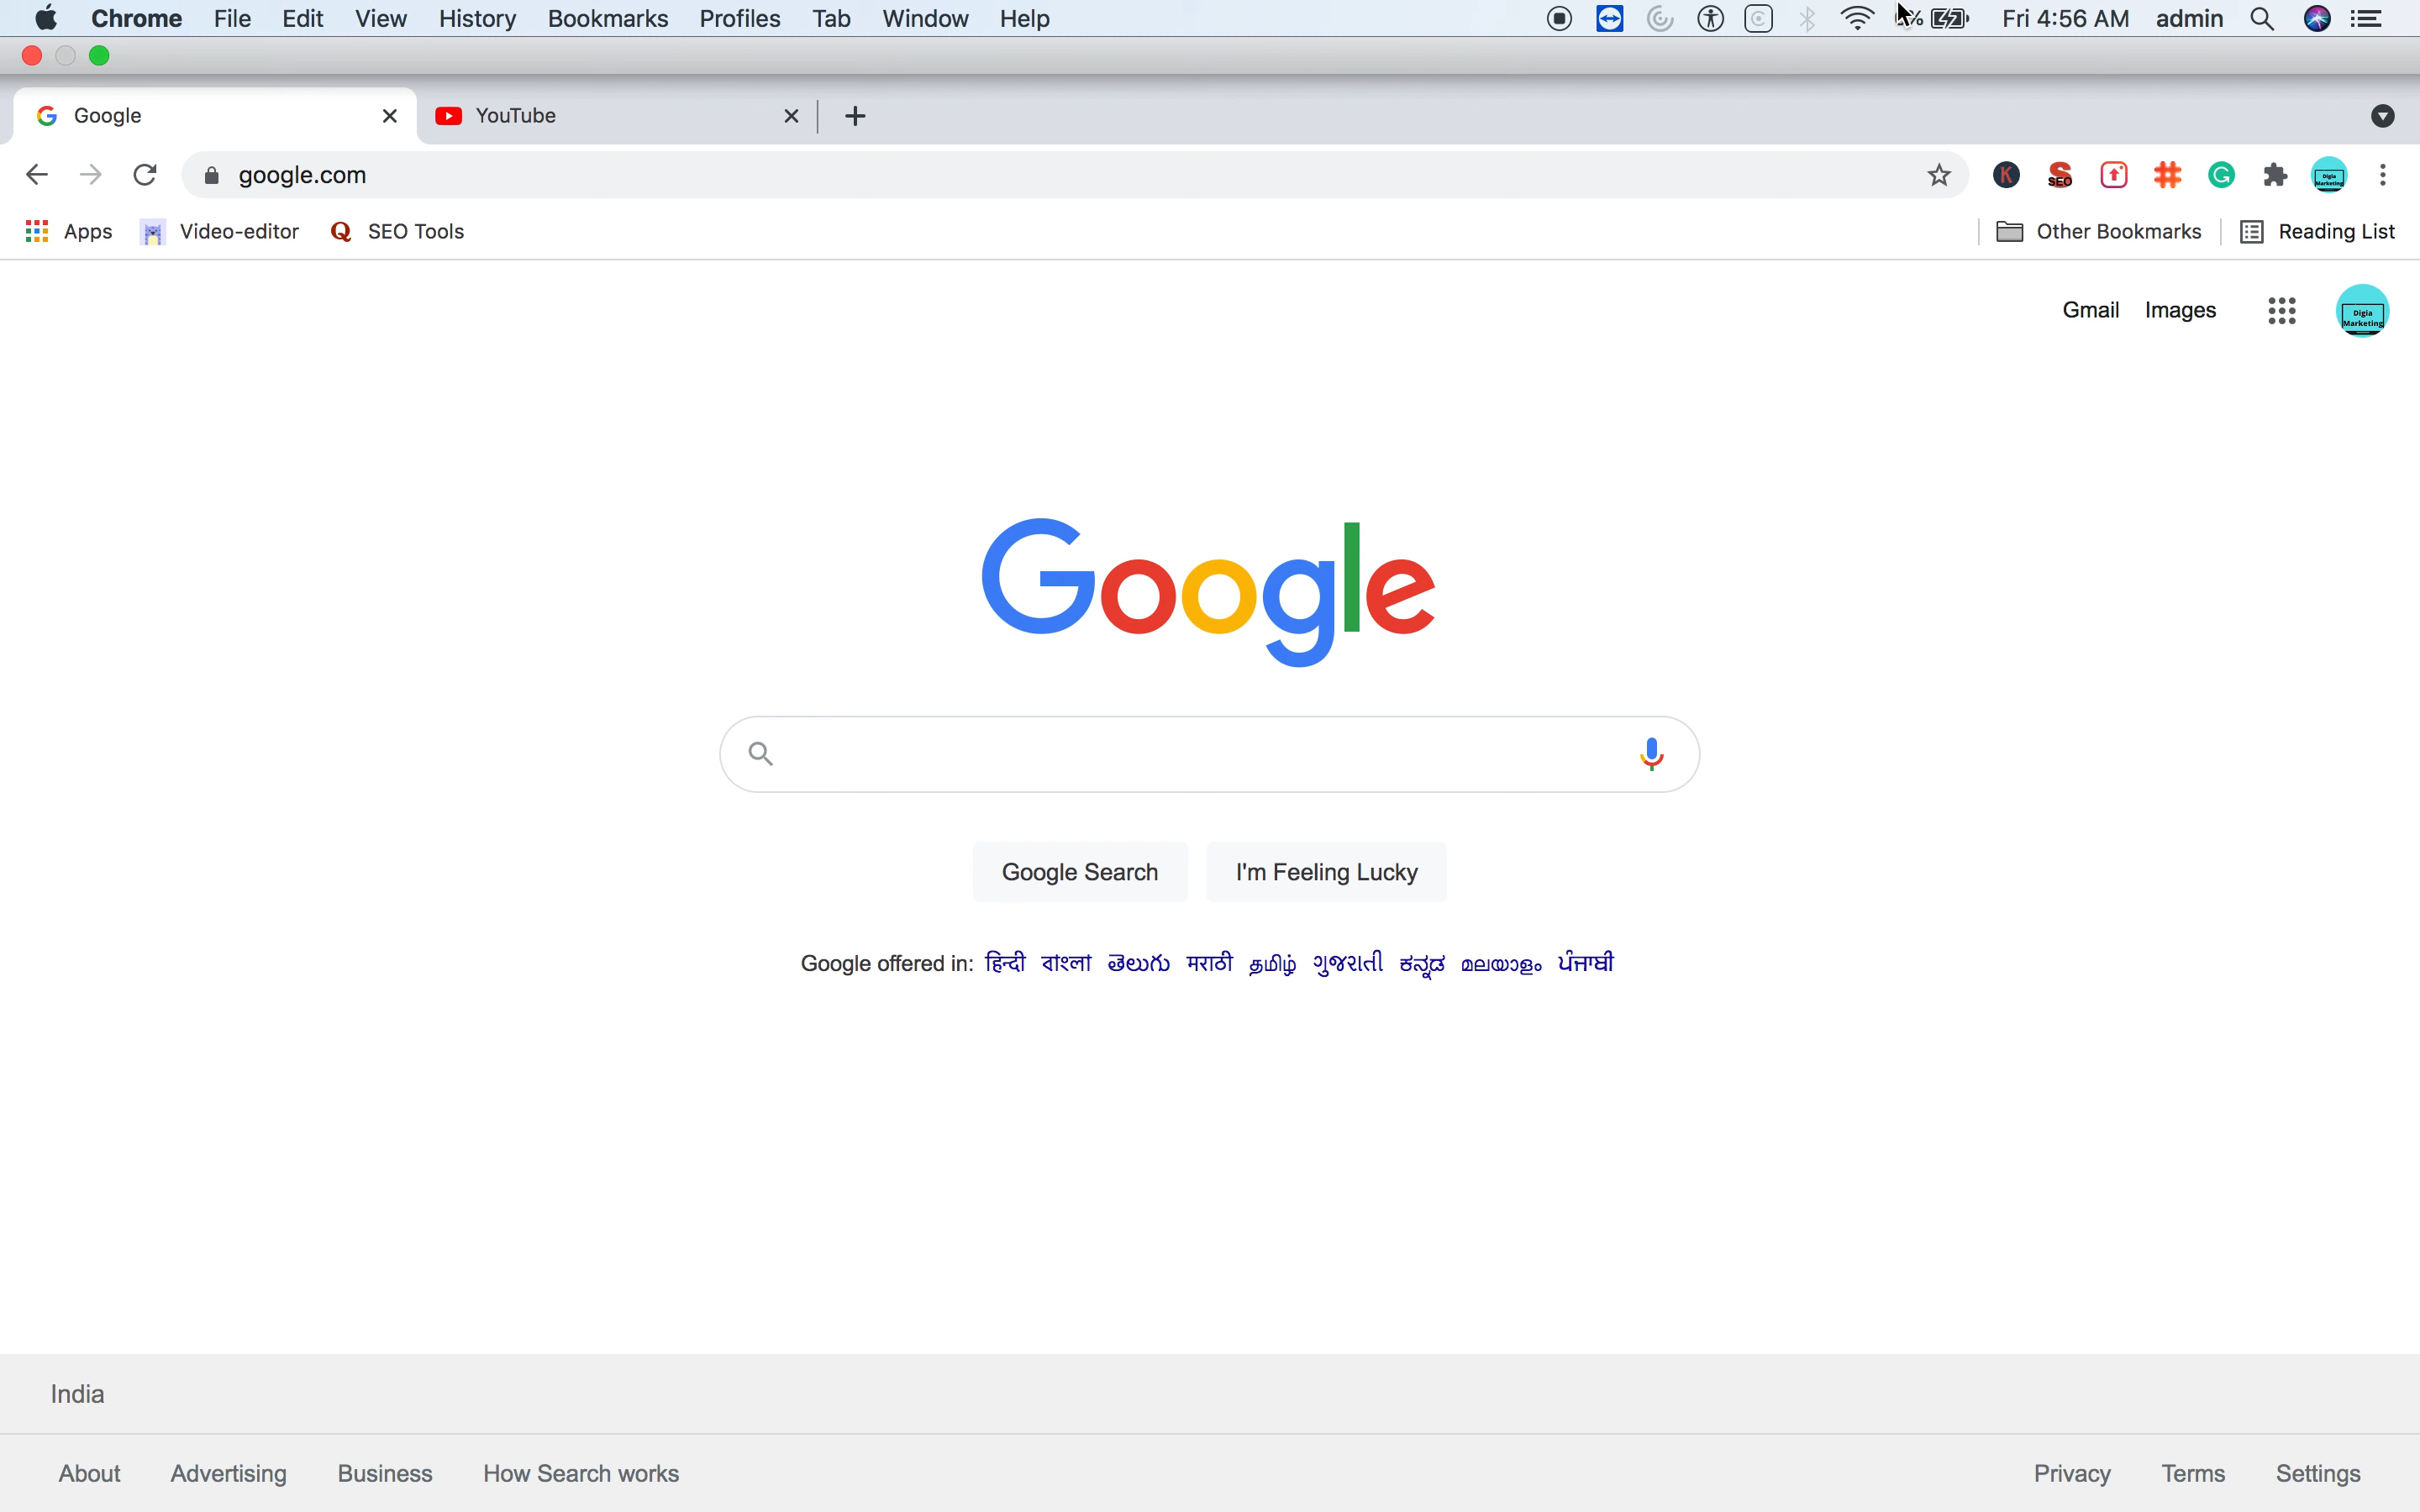 Chrome File Edit View History Bookmarks Profiles Tab Window Help Fri 4:56 AM admin
Google YouTube
google.com
Apps Video-editor SEO Tools Other Bookmarks Reading List
Gmail Images
Digia
Marketing
Google
Google Search I'm Feeling Lucky
Google offered in: हिन्दी বাংলা తెలుగు मराठी தமிழ் ગુજરાતી ಕನ್ನಡ മലയാളം ਪੰਜਾਬੀ
India
About Advertising Business How Search works Privacy Terms Settings